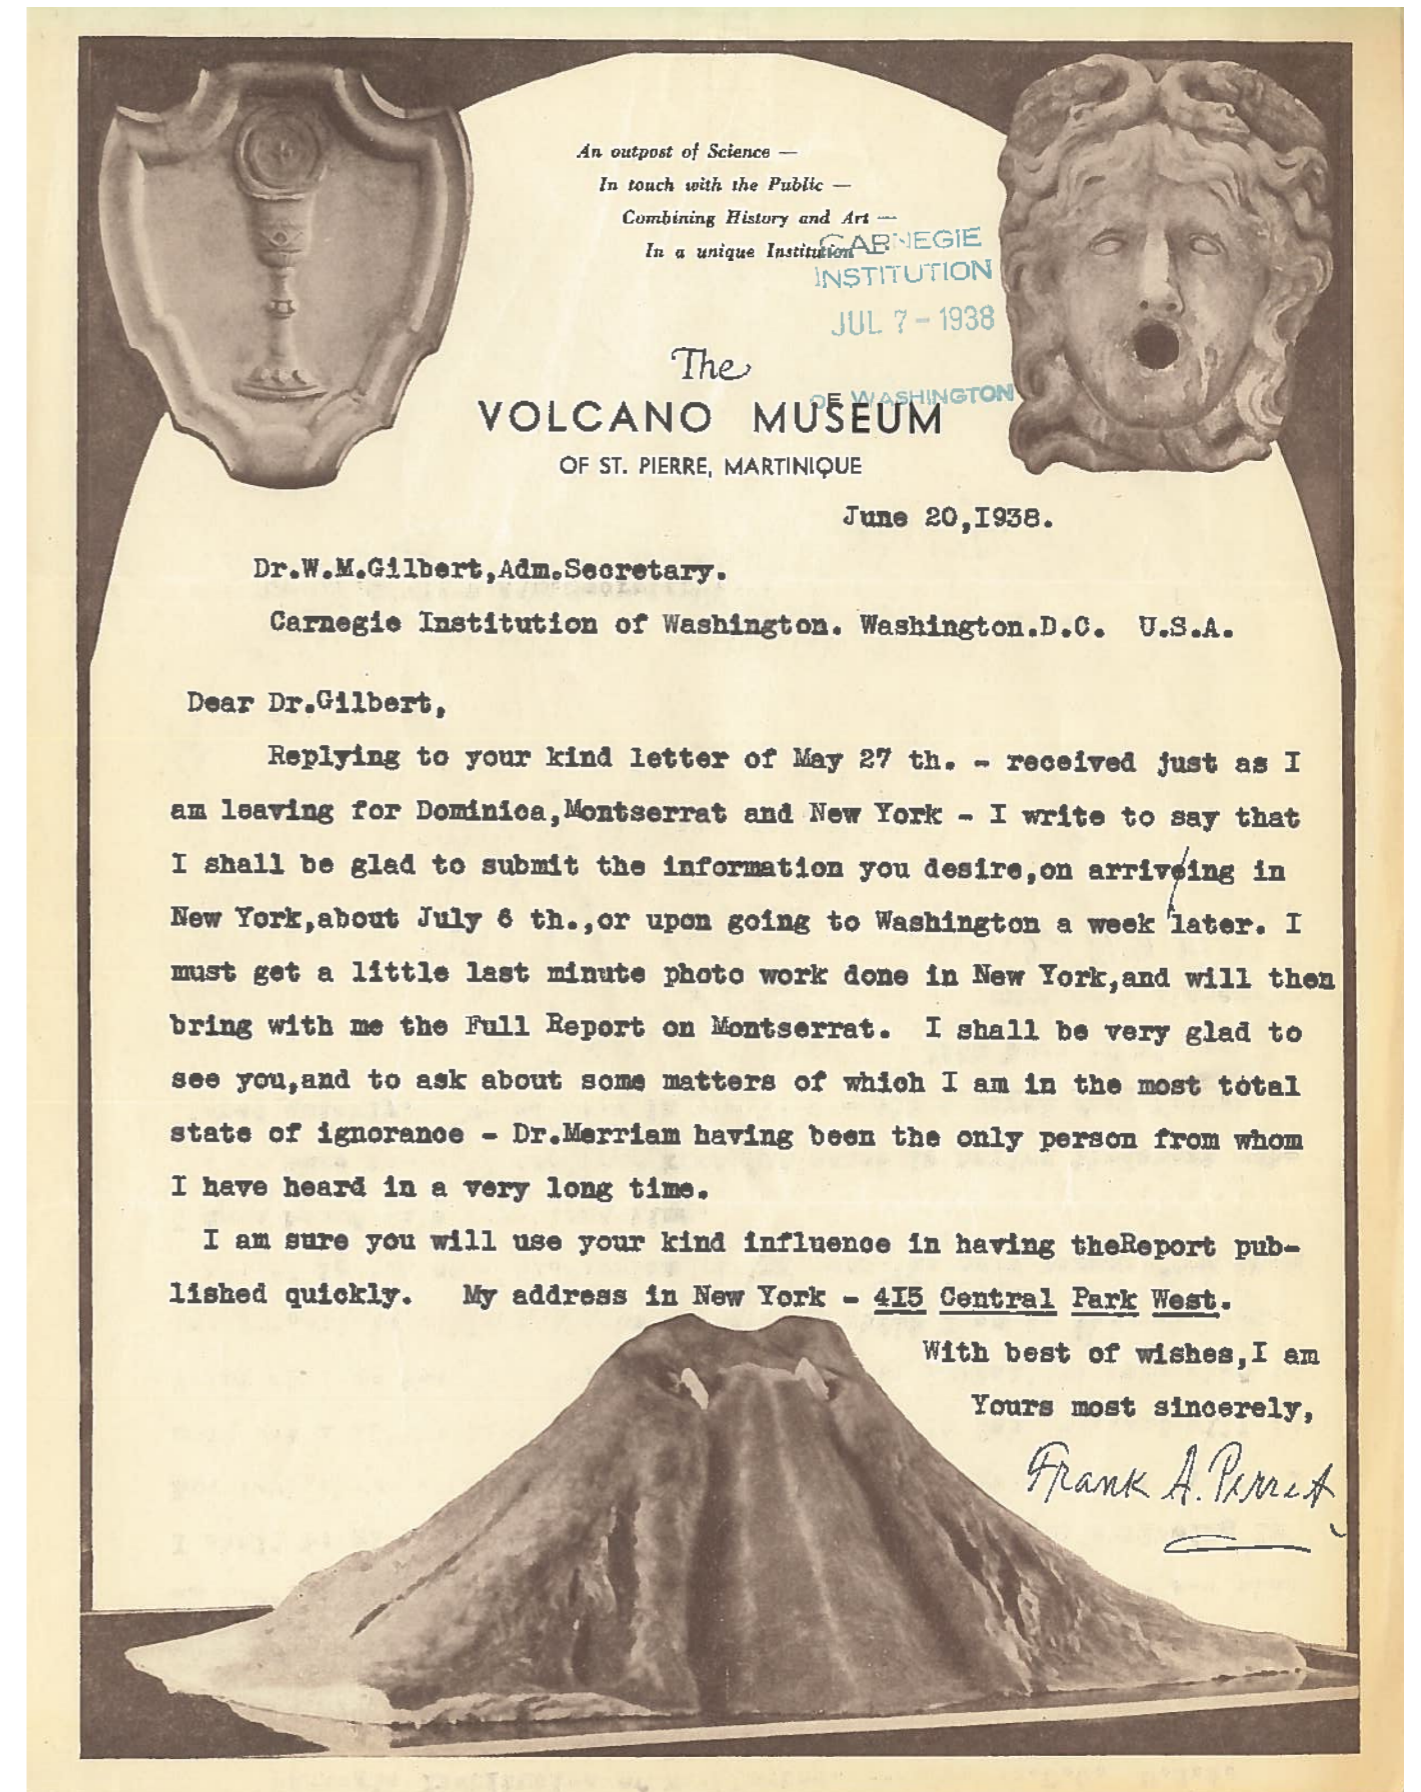 An outpost of Science —
In touch with the Public —
Combining History and Art —
In a unique Institution
CARNEGIE
INSTITUTION
JUL 7 - 1938
OF WASHINGTON
The
VOLCANO MUSEUM
OF ST. PIERRE, MARTINIQUE
June 20,I938.
Dr.W.M.Gilbert,Adm.Secretary.
Carnegie Institution of Washington. Washington.D.C. U.S.A.
Dear Dr.Gilbert,
Replying to your kind letter of May 27 th. - received just as I
am leaving for Dominica,Montserrat and New York - I write to say that
I shall be glad to submit the information you desire,on arriving in
New York,about July 6 th.,or upon going to Washington a week later. I
must get a little last minute photo work done in New York,and will then
bring with me the Full Report on Montserrat. I shall be very glad to
see you,and to ask about some matters of which I am in the most total
state of ignorance - Dr.Merriam having been the only person from whom
I have heard in a very long time.
I am sure you will use your kind influence in having theReport pub-
lished quickly. My address in New York - 4I5 Central Park West.
With best of wishes,I am
Yours most sincerely,
Frank A. Perret